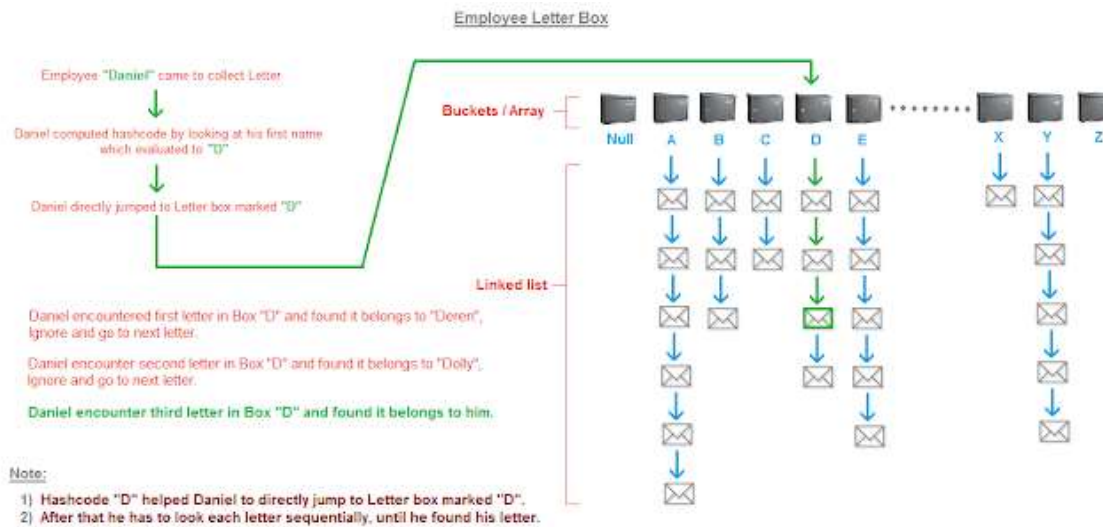 Employee Letter Box
Employee "Daniel" came to collect Letter
Daniel computed hashcode by looking at his first name
which evaluated to "D"
Daniel directly jumped to Letter box marked "D"
Buckets / Array
Null A B C D E X Y Z
Linked list
Daniel encountered first letter in Box "D" and found it belongs to "Deren",
Ignore and go to next letter.
Daniel encounter second letter in Box "D" and found it belongs to "Dolly",
Ignore and go to next letter.
Daniel encounter third letter in Box "D" and found it belongs to him.
Note:
1) Hashcode "D" helped Daniel to directly jump to Letter box marked "D".
2) After that he has to look each letter sequentially, until he found his letter.